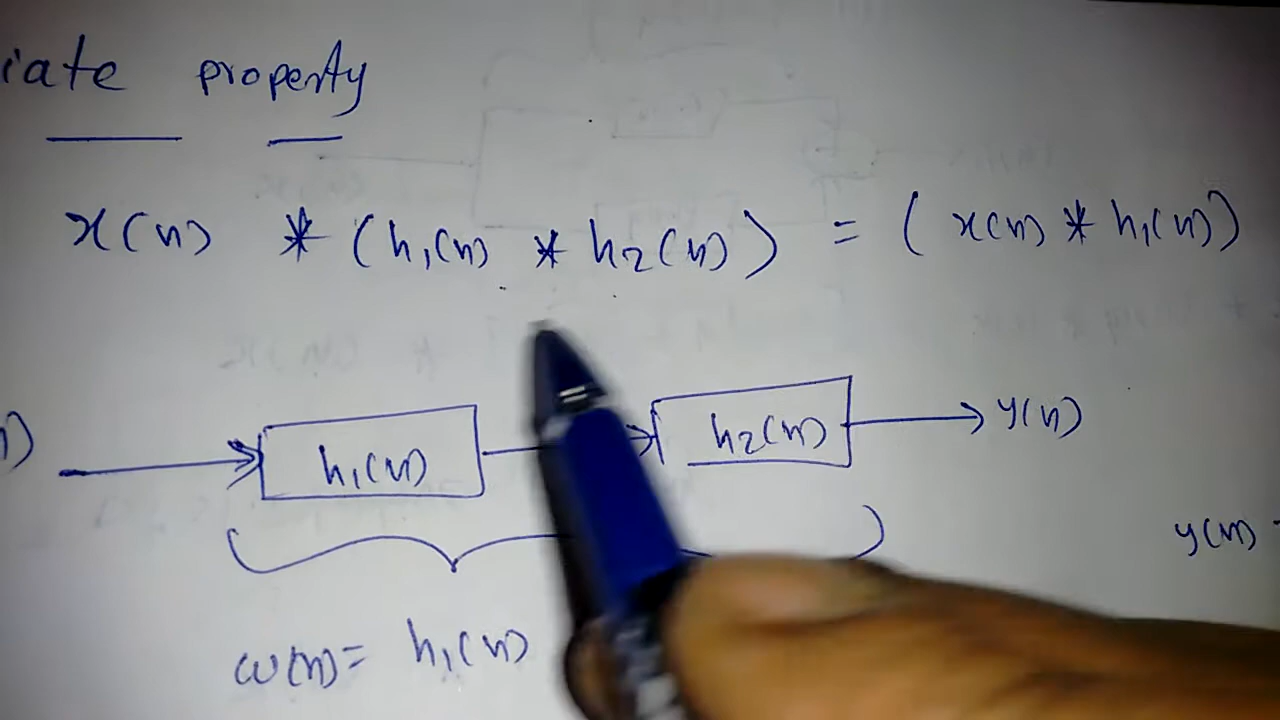 iate property
x(n) * (h1(n) * h2(n)) = (x(n) * h1(n))
h1(n) h2(n) y(n)
y(n)
w(n)= h1(n)